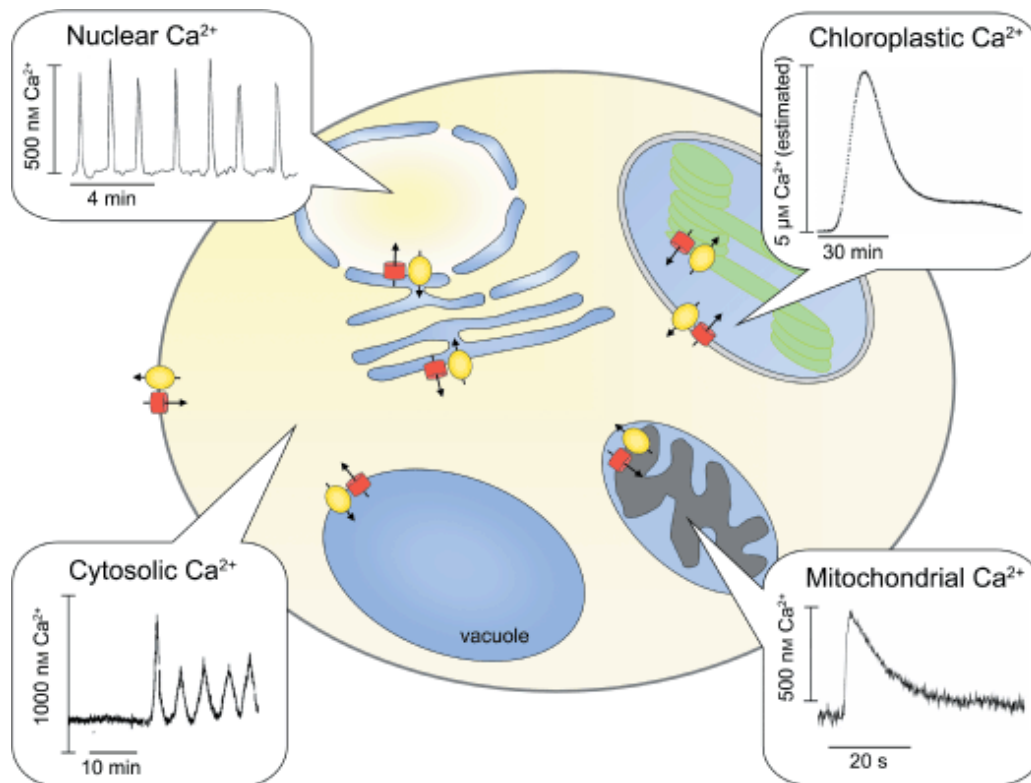 Nuclear Ca²⁺
500 nM Ca²⁺
4 min
Chloroplastic Ca²⁺
5 µM Ca²⁺ (estimated)
30 min
Cytosolic Ca²⁺
1000 nM Ca²⁺
10 min
vacuole
Mitochondrial Ca²⁺
500 nM Ca²⁺
20 s